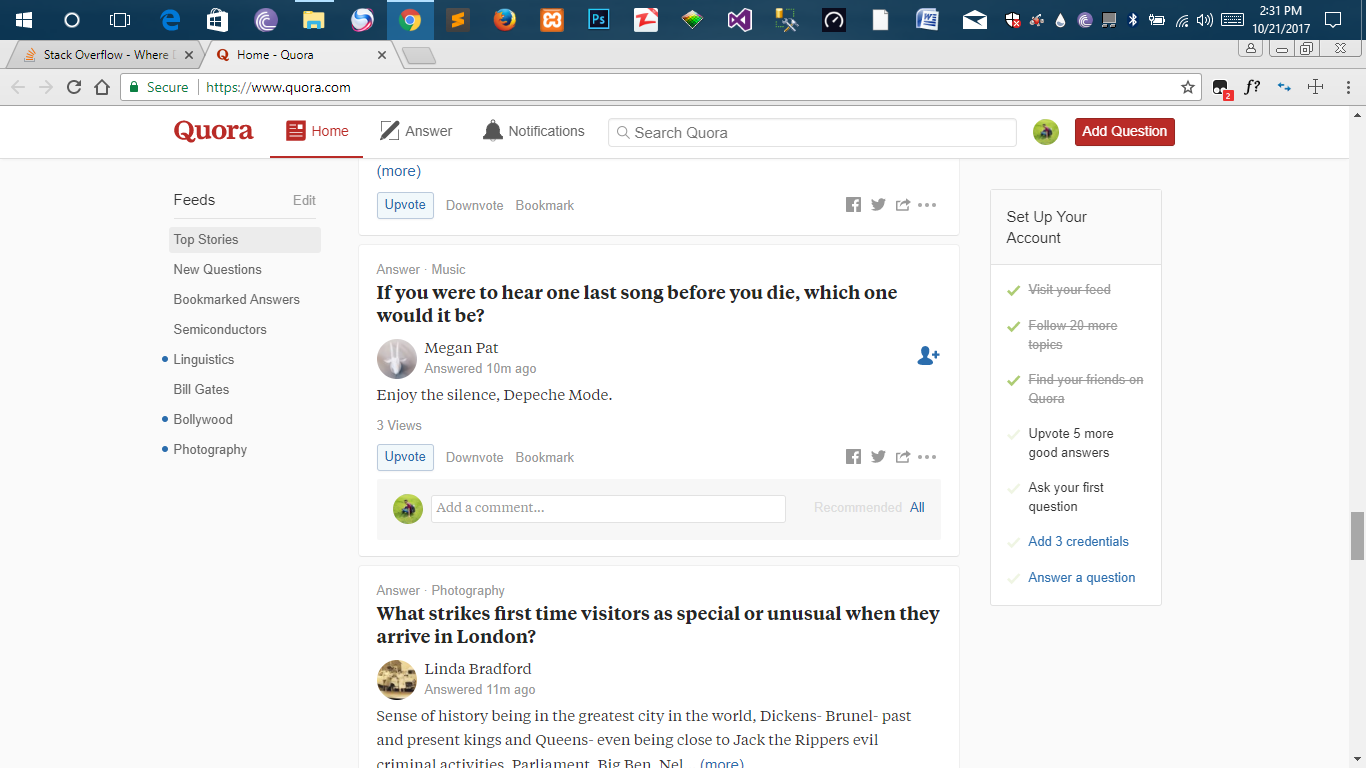 2:31 PM
10/21/2017
Stack Overflow - Where
Home - Quora
Secure
https://www.quora.com
2
f?
Quora
Home
Answer
Notifications
Search Quora
Add Question
Feeds
Edit
Top Stories
New Questions
Bookmarked Answers
Semiconductors
Linguistics
Bill Gates
Bollywood
Photography
(more)
Upvote
Downvote
Bookmark
Answer · Music
If you were to hear one last song before you die, which one
would it be?
Megan Pat
Answered 10m ago
Enjoy the silence, Depeche Mode.
3 Views
Upvote
Downvote
Bookmark
Add a comment...
Recommended
All
Answer · Photography
What strikes first time visitors as special or unusual when they
arrive in London?
Linda Bradford
Answered 11m ago
Sense of history being in the greatest city in the world, Dickens- Brunel- past
and present kings and Queens- even being close to Jack the Rippers evil
criminal activities, Parliament, Big Ben, Nel... (more)
Set Up Your
Account
Visit your feed
Follow 20 more
topics
Find your friends on
Quora
Upvote 5 more
good answers
Ask your first
question
Add 3 credentials
Answer a question